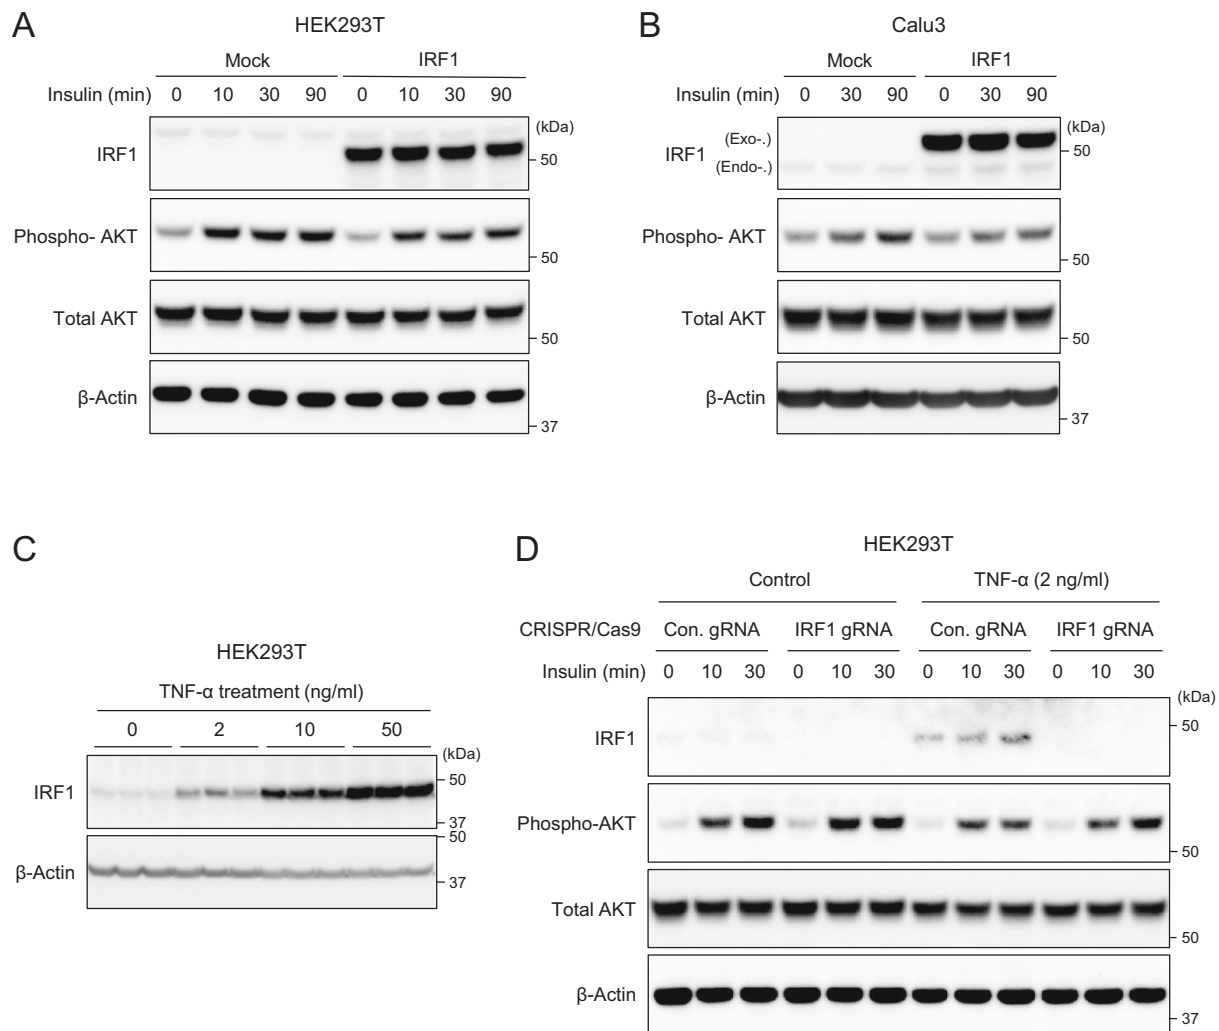 A
HEK293T
Mock IRF1
Insulin (min) 0 10 30 90 0 10 30 90
(kDa)
IRF1
50
Phospho- AKT
50
Total AKT
50
β-Actin
37
B
Calu3
Mock IRF1
Insulin (min) 0 30 90 0 30 90
(kDa)
(Exo-.)
IRF1
50
(Endo-.)
Phospho- AKT
50
Total AKT
50
β-Actin
37
C
HEK293T
TNF-α treatment (ng/ml)
0 2 10 50
(kDa)
50
IRF1
37
50
β-Actin
37
D
HEK293T
Control TNF-α (2 ng/ml)
CRISPR/Cas9 Con. gRNA IRF1 gRNA Con. gRNA IRF1 gRNA
Insulin (min) 0 10 30 0 10 30 0 10 30 0 10 30
(kDa)
50
IRF1
Phospho-AKT
50
Total AKT
50
β-Actin
37